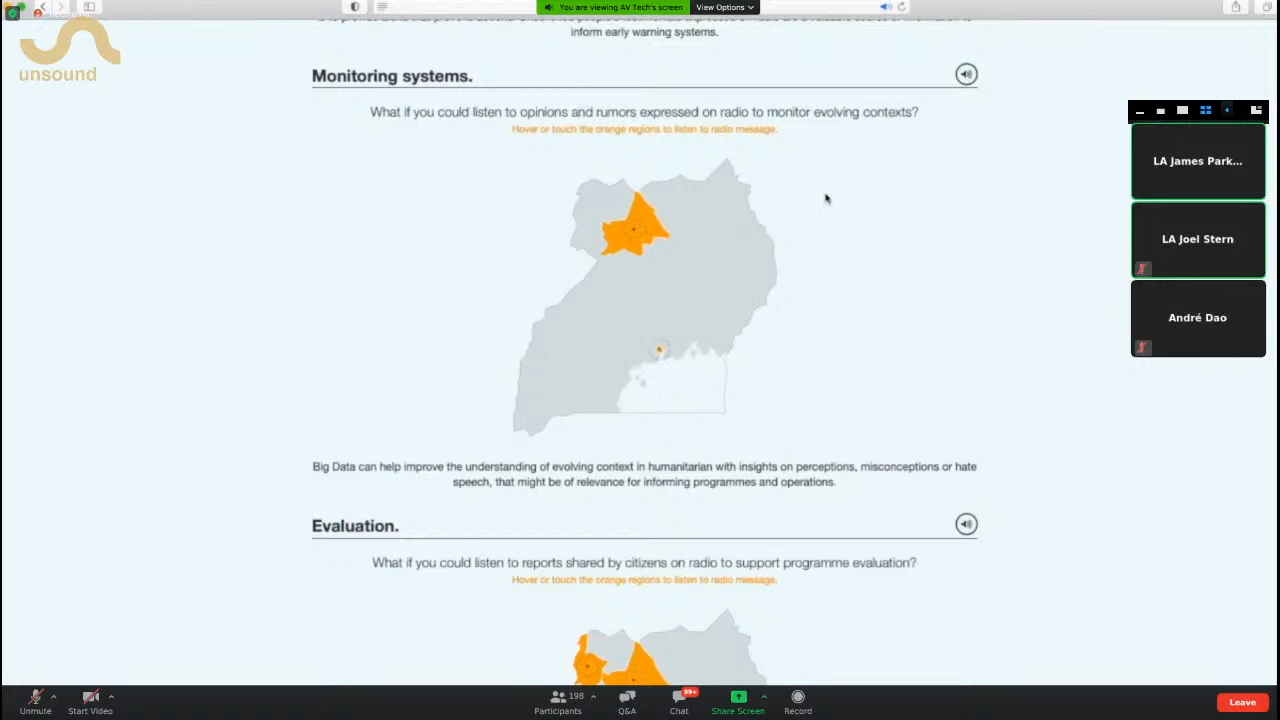 You are viewing AV Tech's screen
View Options
unsound
inform early warning systems.
Monitoring systems.
What if you could listen to opinions and rumors expressed on radio to monitor evolving contexts?
Hover or touch the orange regions to listen to radio message.
LA James Park...
LA Joel Stern
André Dao
Big Data can help improve the understanding of evolving context in humanitarian with insights on perceptions, misconceptions or hate
speech, that might be of relevance for informing programmes and operations.
Evaluation.
What if you could listen to reports shared by citizens on radio to support programme evaluation?
Hover or touch the orange regions to listen to radio message.
Unmute
Start Video
198
Participants
Q&A
99+
Chat
Share Screen
Record
Leave